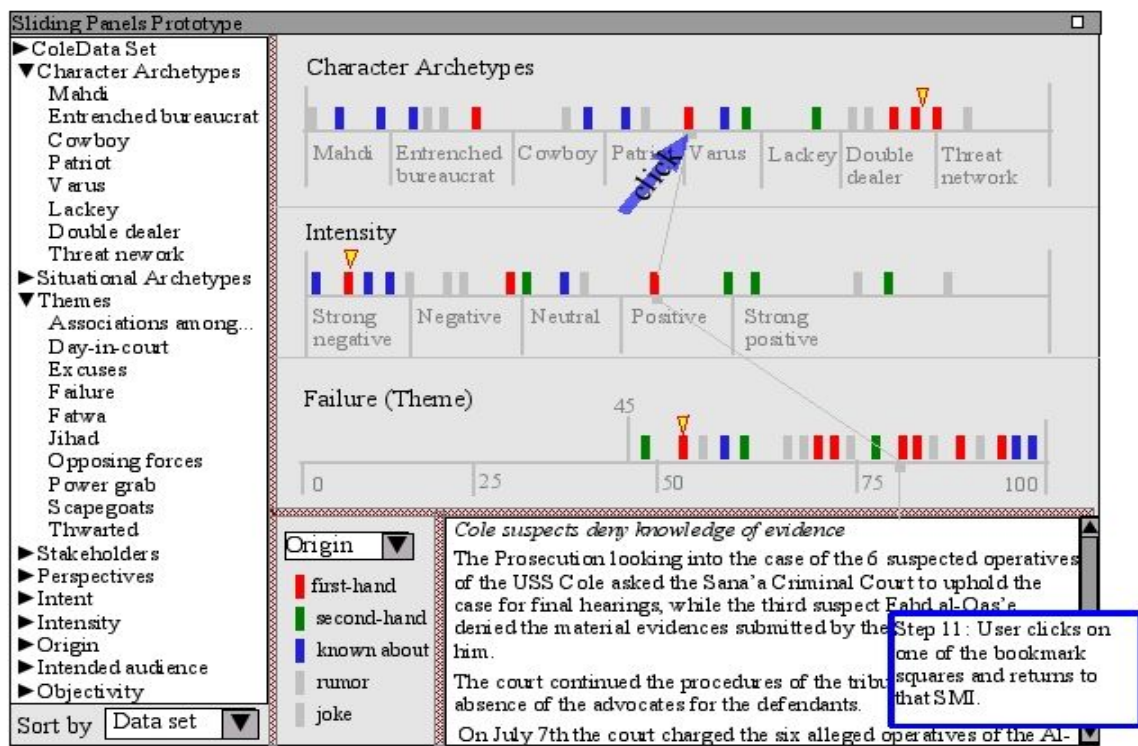 Sliding Panels Prototype
ColeData Set
Character Archetypes
Mahdi
Entrenched bureaucrat
Cowboy
Patriot
Varus
Lackey
Double dealer
Threat nework
Situational Archetypes
Themes
Associations among...
Day-in-court
Excuses
Failure
Fatwa
Jihad
Opposing forces
Power grab
Scapegoats
Thwarted
Stakeholders
Perspectives
Intent
Intensity
Origin
Intended audience
Objectivity
Sort by Data set
Character Archetypes
Mahdi Entrenched Cowboy Patriot Varus Lackey Double Threat
bureaucrat dealer network
click
Intensity
Strong Negative Neutral Positive Strong
negative positive
Failure (Theme)
45
0 25 50 75 100
Origin
first-hand
second-hand
known about
rumor
joke
Cole suspects deny knowledge of evidence
The Prosecution looking into the case of the 6 suspected operatives
of the USS Cole asked the Sana'a Criminal Court to uphold the
case for final hearings, while the third suspect Fahd al-Qas'e
denied the material evidences submitted by the
him.
The court continued the procedures of the
absence of the advocates for the defendants.
On July 7th the court charged the six alleged operatives of the Al-
Step 11: User clicks on
one of the bookmark
squares and returns to
that SMI.